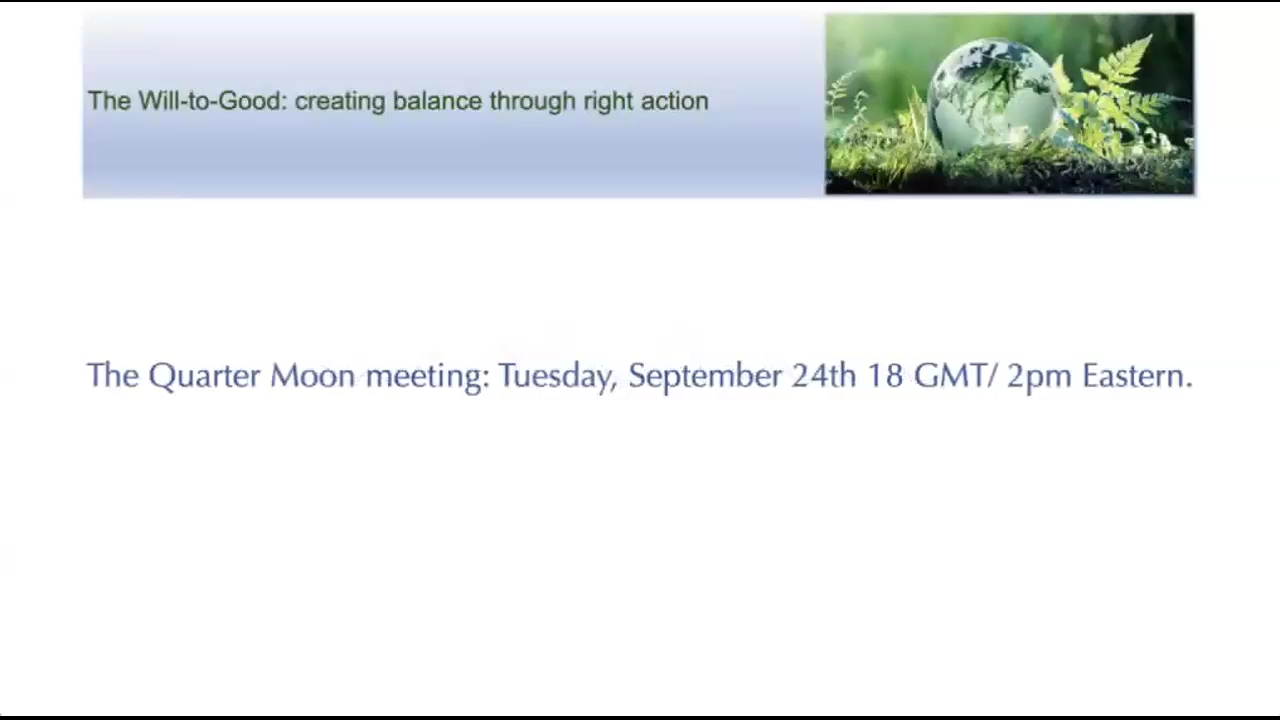 The Will-to-Good: creating balance through right action
The Quarter Moon meeting: Tuesday, September 24th 18 GMT/ 2pm Eastern.